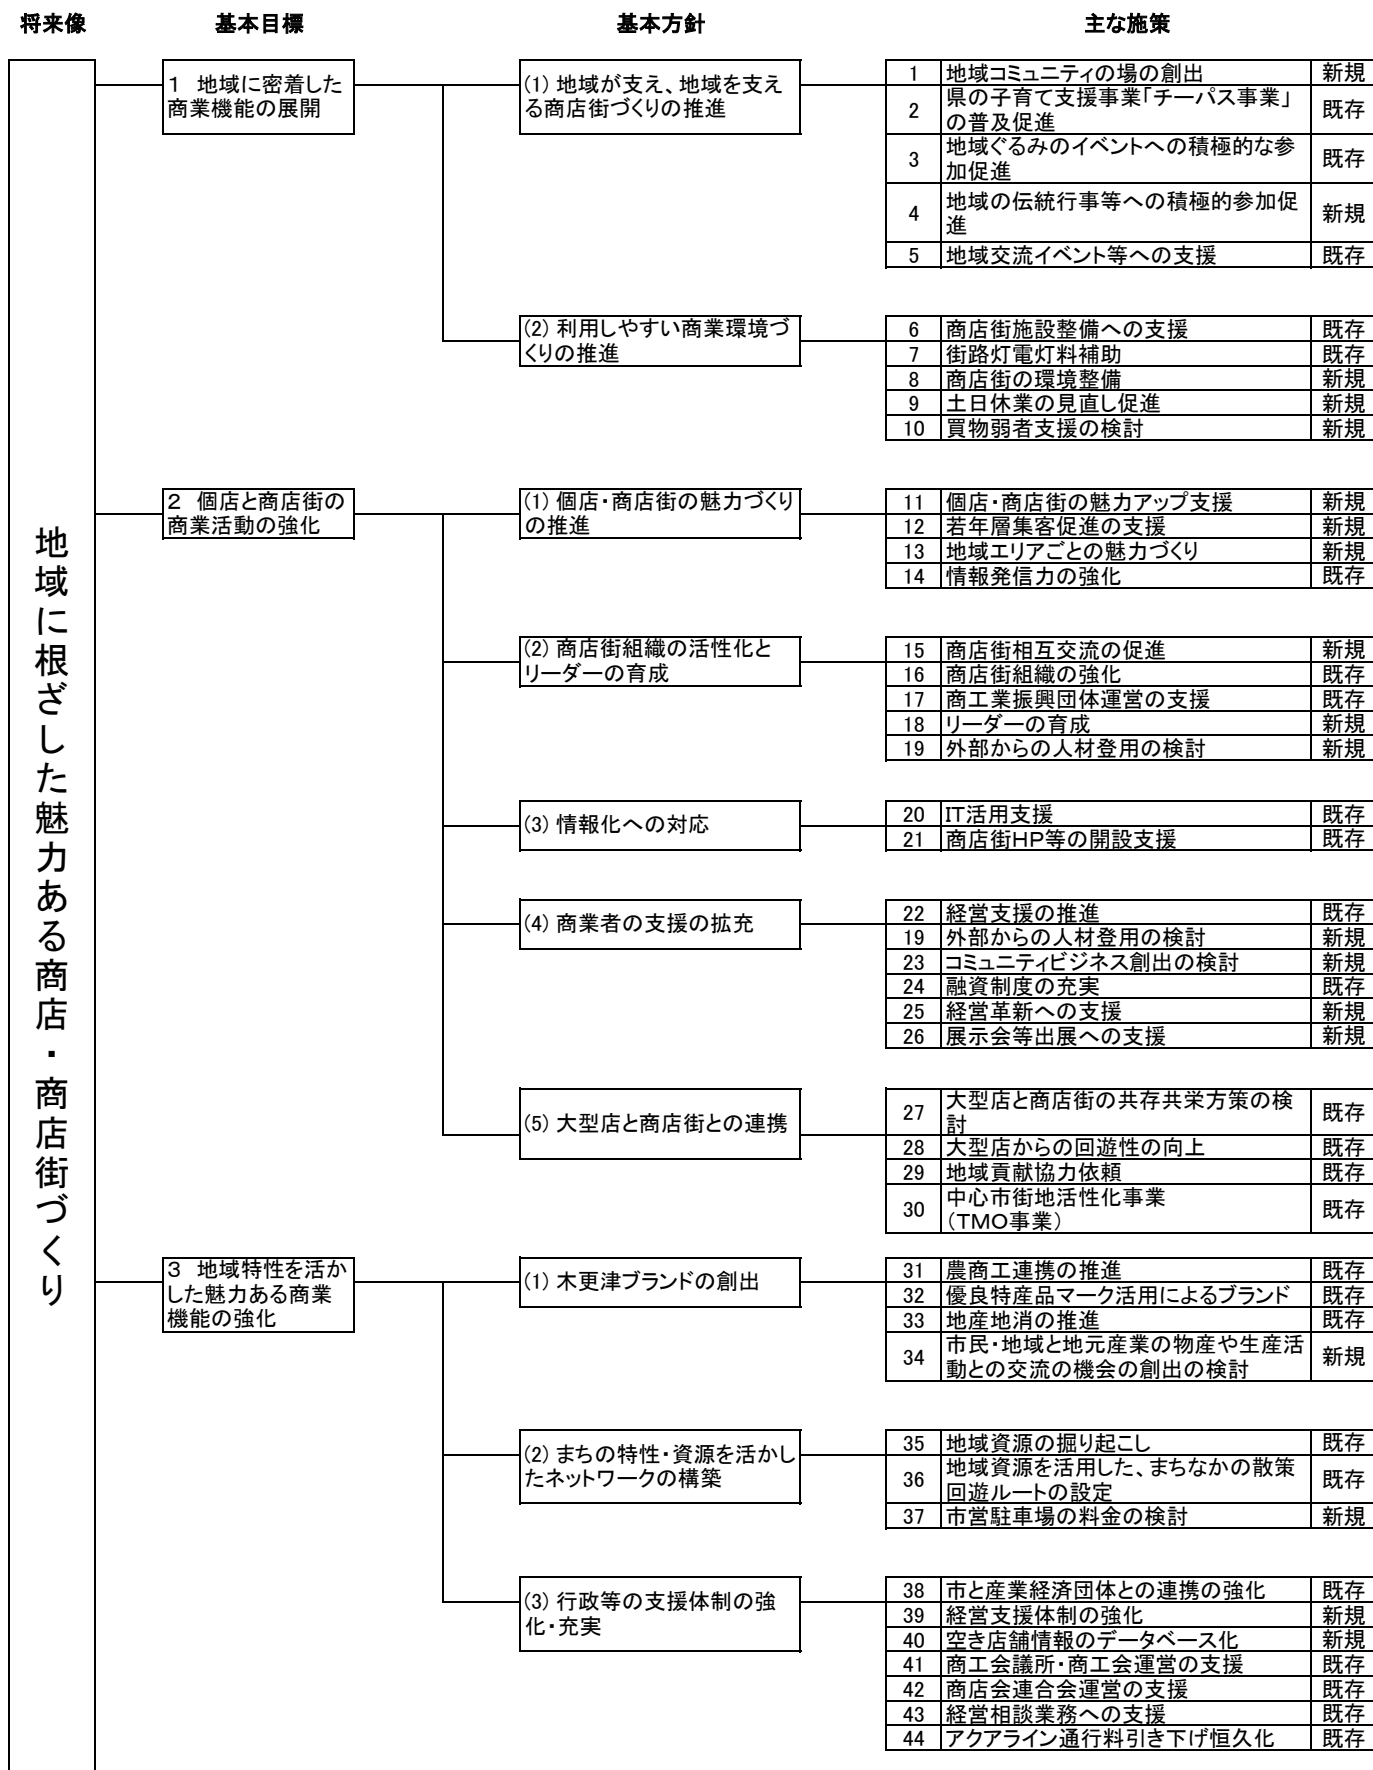 将来像 基本目標 基本方針 主な施策
地域に根ざした魅力ある商店・商店街づくり
1 地域に密着した
商業機能の展開
(1) 地域が支え、地域を支え
る商店街づくりの推進
1 地域コミュニティの場の創出 新規
2 県の子育て支援事業「チーパス事業」
の普及促進 既存
3 地域ぐるみのイベントへの積極的な参
加促進 既存
4 地域の伝統行事等への積極的参加促
進 新規
5 地域交流イベント等への支援 既存
(2) 利用しやすい商業環境づ
くりの推進
6 商店街施設整備への支援 既存
7 街路灯電灯料補助 既存
8 商店街の環境整備 新規
9 土日休業の見直し促進 新規
10 買物弱者支援の検討 新規
2 個店と商店街の
商業活動の強化
(1) 個店・商店街の魅力づくり
の推進
11 個店・商店街の魅力アップ支援 新規
12 若年層集客促進の支援 新規
13 地域エリアごとの魅力づくり 新規
14 情報発信力の強化 既存
(2) 商店街組織の活性化と
リーダーの育成
15 商店街相互交流の促進 新規
16 商店街組織の強化 既存
17 商工業振興団体運営の支援 既存
18 リーダーの育成 新規
19 外部からの人材登用の検討 新規
(3) 情報化への対応
20 IT活用支援 既存
21 商店街HP等の開設支援 既存
(4) 商業者の支援の拡充
22 経営支援の推進 既存
19 外部からの人材登用の検討 新規
23 コミュニティビジネス創出の検討 新規
24 融資制度の充実 既存
25 経営革新への支援 新規
26 展示会等出展への支援 新規
(5) 大型店と商店街との連携
27 大型店と商店街の共存共栄方策の検
討 既存
28 大型店からの回遊性の向上 既存
29 地域貢献協力依頼 既存
30 中心市街地活性化事業
(TMO事業) 既存
3 地域特性を活か
した魅力ある商業
機能の強化
(1) 木更津ブランドの創出
31 農商工連携の推進 既存
32 優良特産品マーク活用によるブランド 既存
33 地産地消の推進 既存
34 市民・地域と地元産業の物産や生産活
動との交流の機会の創出の検討 新規
(2) まちの特性・資源を活かし
たネットワークの構築
35 地域資源の掘り起こし 既存
36 地域資源を活用した、まちなかの散策
回遊ルートの設定 既存
37 市営駐車場の料金の検討 新規
(3) 行政等の支援体制の強
化・充実
38 市と産業経済団体との連携の強化 既存
39 経営支援体制の強化 新規
40 空き店舗情報のデータベース化 新規
41 商工会議所・商工会運営の支援 既存
42 商店会連合会運営の支援 既存
43 経営相談業務への支援 既存
44 アクアライン通行料引き下げ恒久化 既存